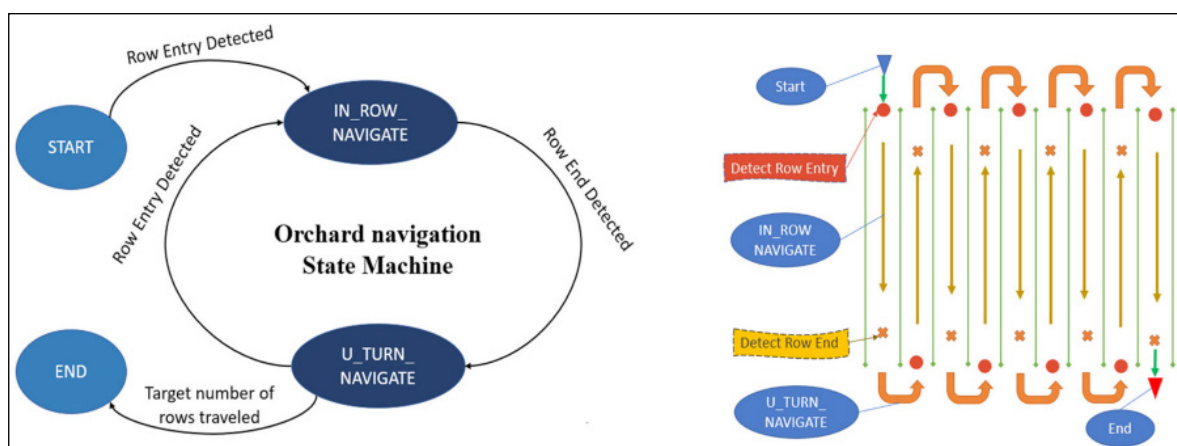 Row Entry Detected
START
IN_ROW_
NAVIGATE
Row Entry Detected
Row End Detected
Orchard navigation
State Machine
END
U_TURN_
NAVIGATE
Target number of
rows traveled
Start
Detect Row Entry
IN_ROW
NAVIGATE
Detect Row End
U_TURN_
NAVIGATE
End